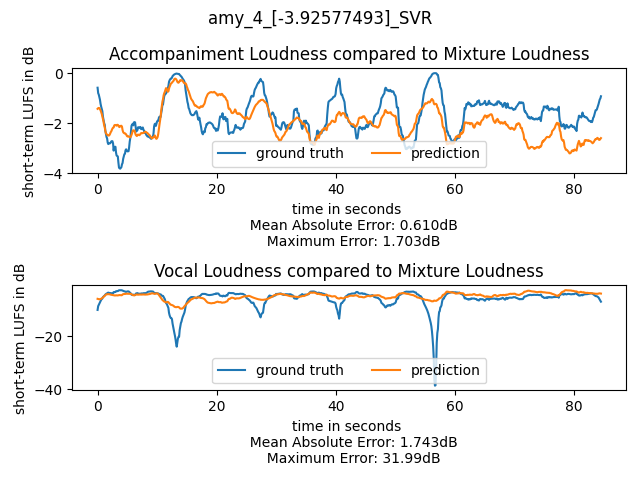 amy_4_[-3.92577493]_SVR
Accompaniment Loudness compared to Mixture Loudness
short-term LUFS in dB
0
−2
−4
ground truth
prediction
0
20
40
60
80
time in seconds
Mean Absolute Error: 0.610dB
Maximum Error: 1.703dB
Vocal Loudness compared to Mixture Loudness
short-term LUFS in dB
−20
−40
ground truth
prediction
0
20
40
60
80
time in seconds
Mean Absolute Error: 1.743dB
Maximum Error: 31.99dB